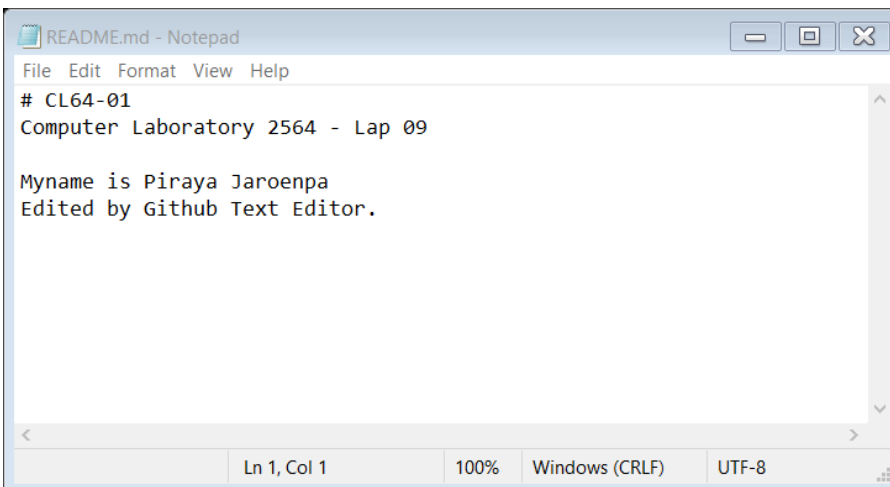 README.md - Notepad
File Edit Format View Help
# CL64-01
Computer Laboratory 2564 - Lap 09
Myname is Piraya Jaroenpa
Edited by Github Text Editor.
Ln 1, Col 1 100% Windows (CRLF) UTF-8